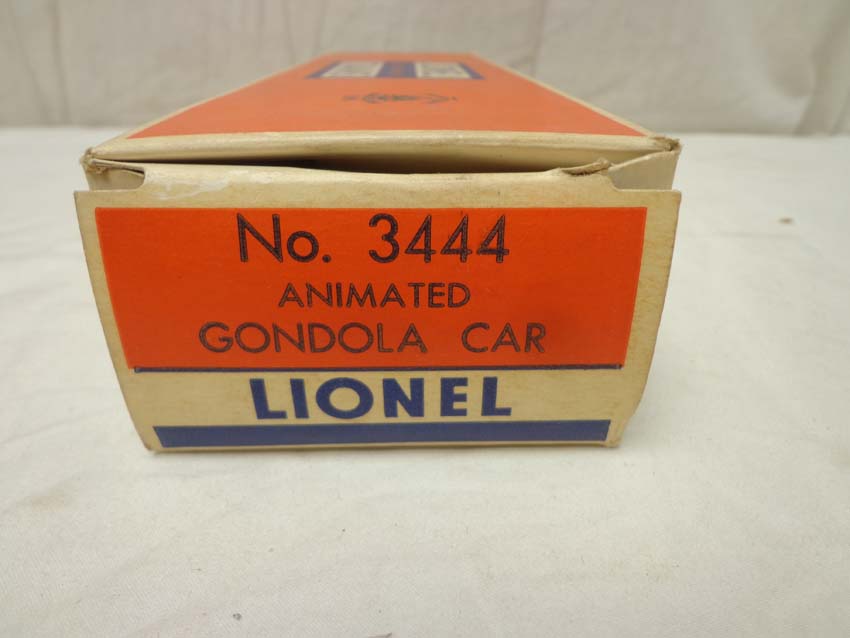 No. 3444
ANIMATED
GONDOLA CAR
LIONEL